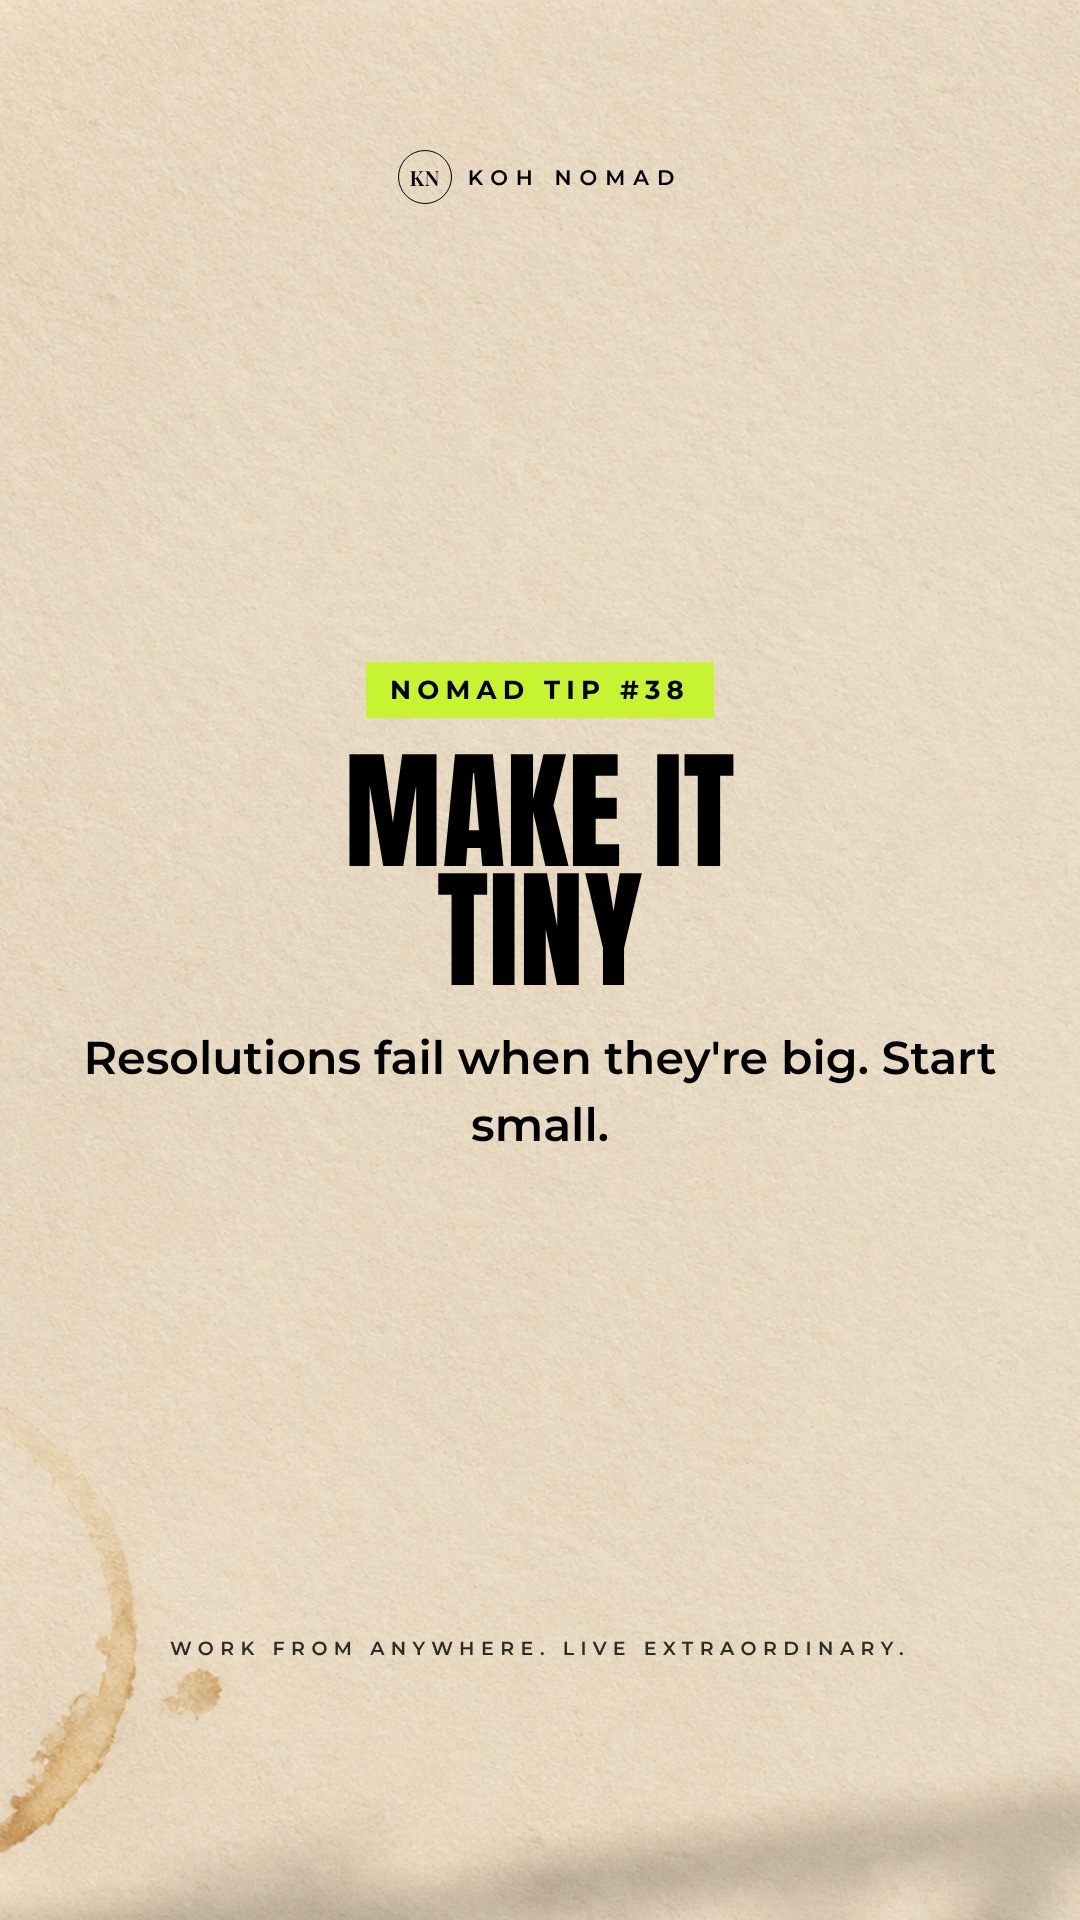 KN KOH NOMAD
NOMAD TIP #38
MAKE IT
TINY
Resolutions fail when they're big. Start
small.
WORK FROM ANYWHERE. LIVE EXTRAORDINARY.